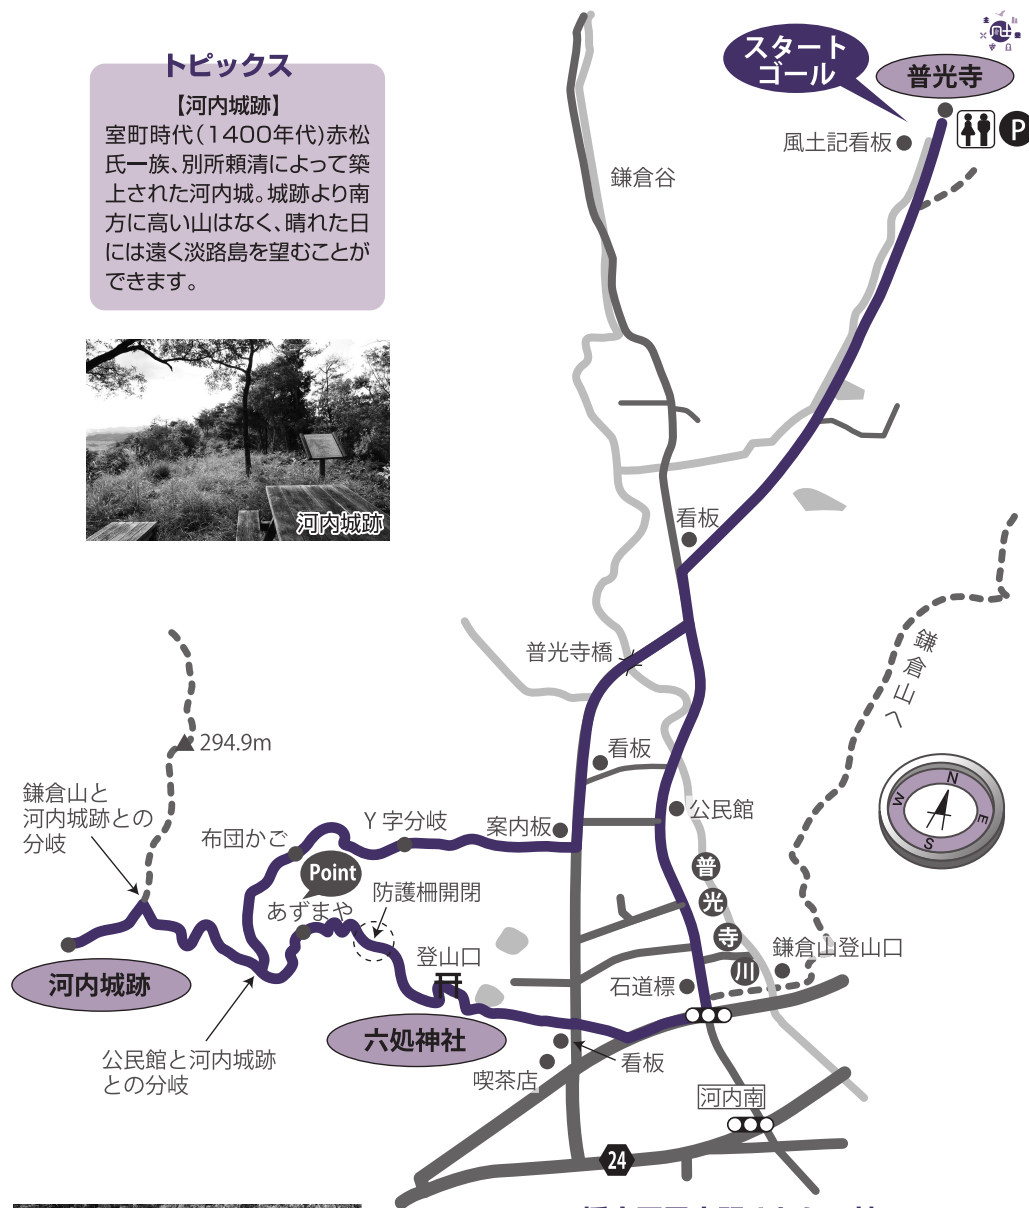 トピックス
【河内城跡】
室町時代(1400年代)赤松
氏一族、別所頼清によって築
上された河内城。城跡より南
方に高い山はなく、晴れた日
には遠く淡路島を望むことが
できます。
河内城跡
スタート
ゴール
普光寺
P
風土記看板
鎌倉谷
看板
普光寺橋
鎌倉山へ
294.9m
看板
鎌倉山と
河内城跡との
分岐
公民館
N
W
E
S
布団かご
Y字分岐
案内板
Point
防護柵開閉
あずまや
普光寺川
登山口
鎌倉山登山口
河内城跡
石道標
六処神社
公民館と河内城跡
との分岐
看板
喫茶店
河内南
24